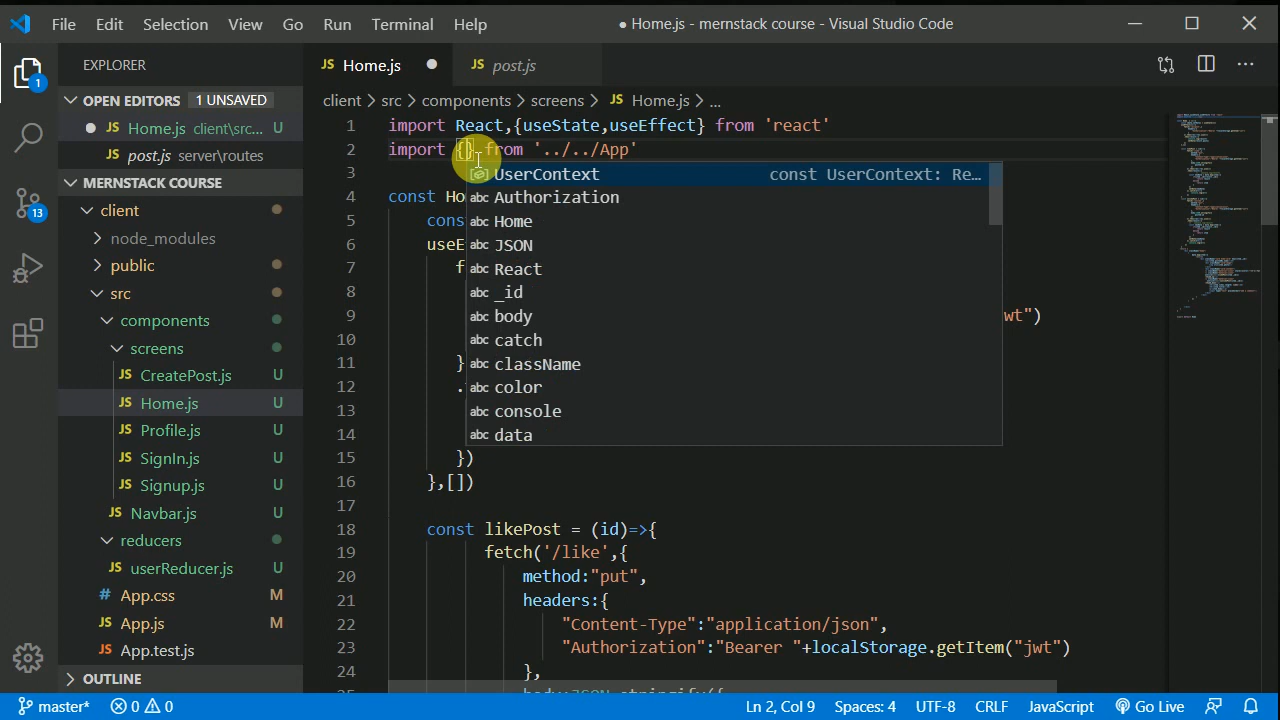 File Edit Selection View Go Run Terminal Help ● Home.js - mernstack course - Visual Studio Code
EXPLORER
JS Home.js
JS post.js
OPEN EDITORS 1 UNSAVED
JS Home.js client\src... U
JS post.js server\routes
MERNSTACK COURSE
client
node_modules
public
src
components
screens
JS CreatePost.js U
JS Home.js U
JS Profile.js U
JS SignIn.js U
JS Signup.js U
JS Navbar.js U
reducers
JS userReducer.js U
# App.css M
JS App.js M
JS App.test.js
OUTLINE
1
13
client > src > components > screens > JS Home.js > ...
1 import React,{useState,useEffect} from 'react'
2 import {} from '../../App'
3
4 const Ho
5 cons
6 useE
7 f
8
9 wt")
10
11 }
12 .
13
14
15 })
16 },[])
17
18 const likePost = (id)=>{
19 fetch('/like',{
20 method:"put",
21 headers:{
22 "Content-Type":"application/json",
23 "Authorization":"Bearer "+localStorage.getItem("jwt")
24 },
25 body:JSON.stringify({
UserContext const UserContext: Re...
abc Authorization
abc Home
abc JSON
abc React
abc _id
abc body
abc catch
abc className
abc color
abc console
abc data
master* 0 0 Ln 2, Col 9 Spaces: 4 UTF-8 CRLF JavaScript Go Live